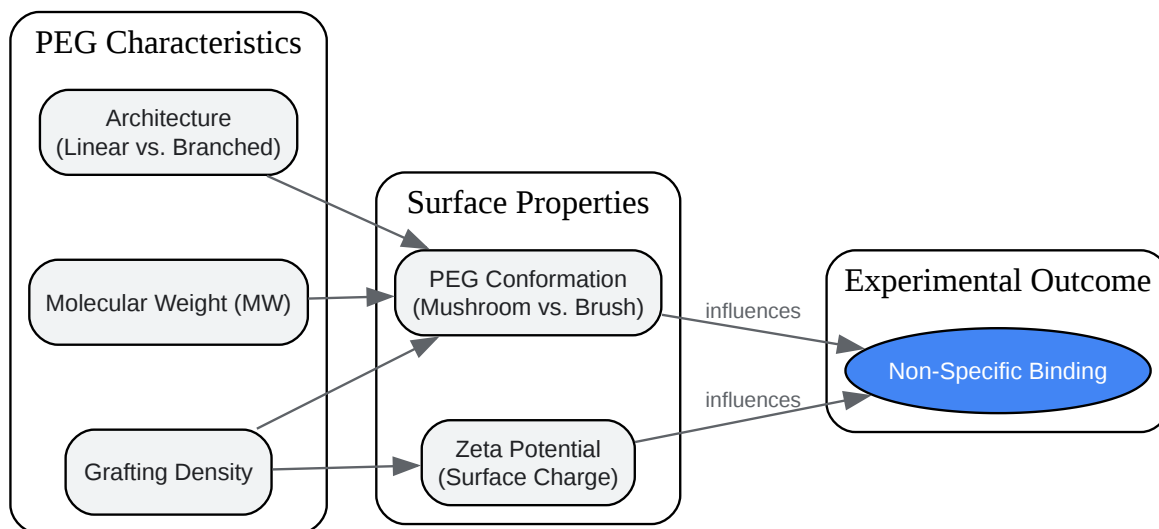 PEG Characteristics
Architecture
(Linear vs. Branched)
Molecular Weight (MW)
Grafting Density
Surface Properties
PEG Conformation
(Mushroom vs. Brush)
Zeta Potential
(Surface Charge)
influences
influences
Experimental Outcome
Non-Specific Binding